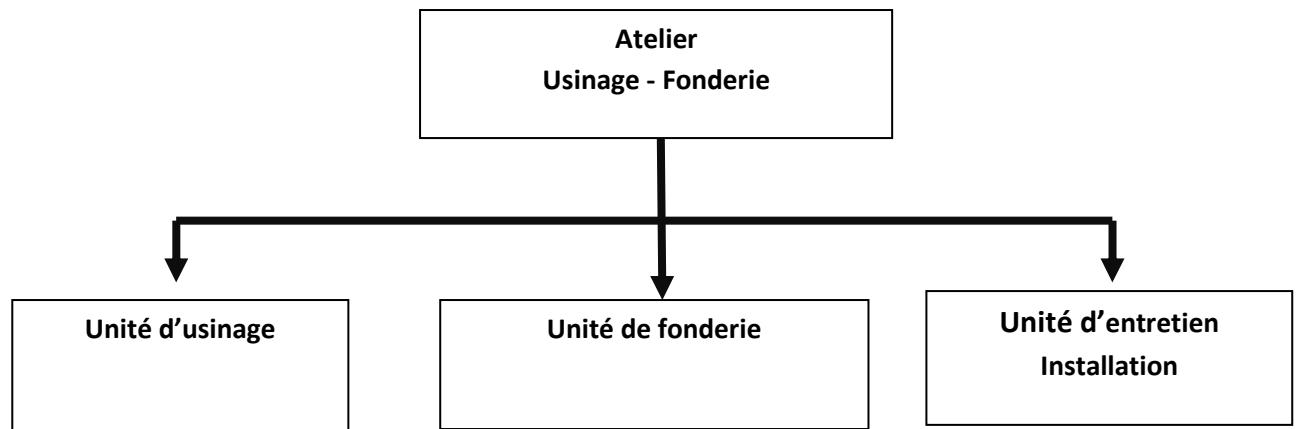 Atelier
Usinage - Fonderie
Unité d’usinage
Unité de fonderie
Unité d’entretien
Installation